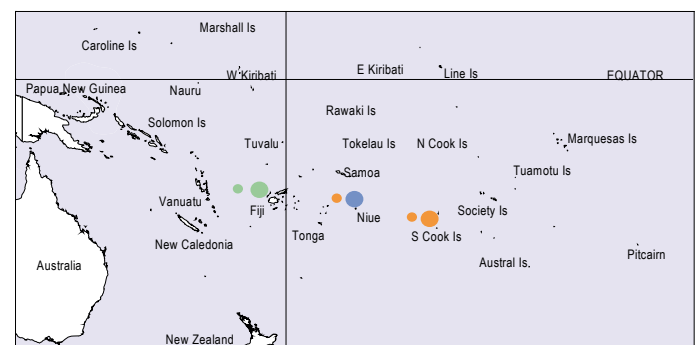 Marshall Is
Caroline Is
W Kiribati
E Kiribati
Line Is
EQUATOR
Papua New Guinea
Nauru
Rawaki Is
Solomon Is
Tuvalu
Tokelau Is
N Cook Is
Marquesas Is
Samoa
Tuamotu Is
Vanuatu
Fiji
Niue
Society Is
Tonga
S Cook Is
New Caledonia
Pitcairn
Austral Is.
Australia
New Zealand